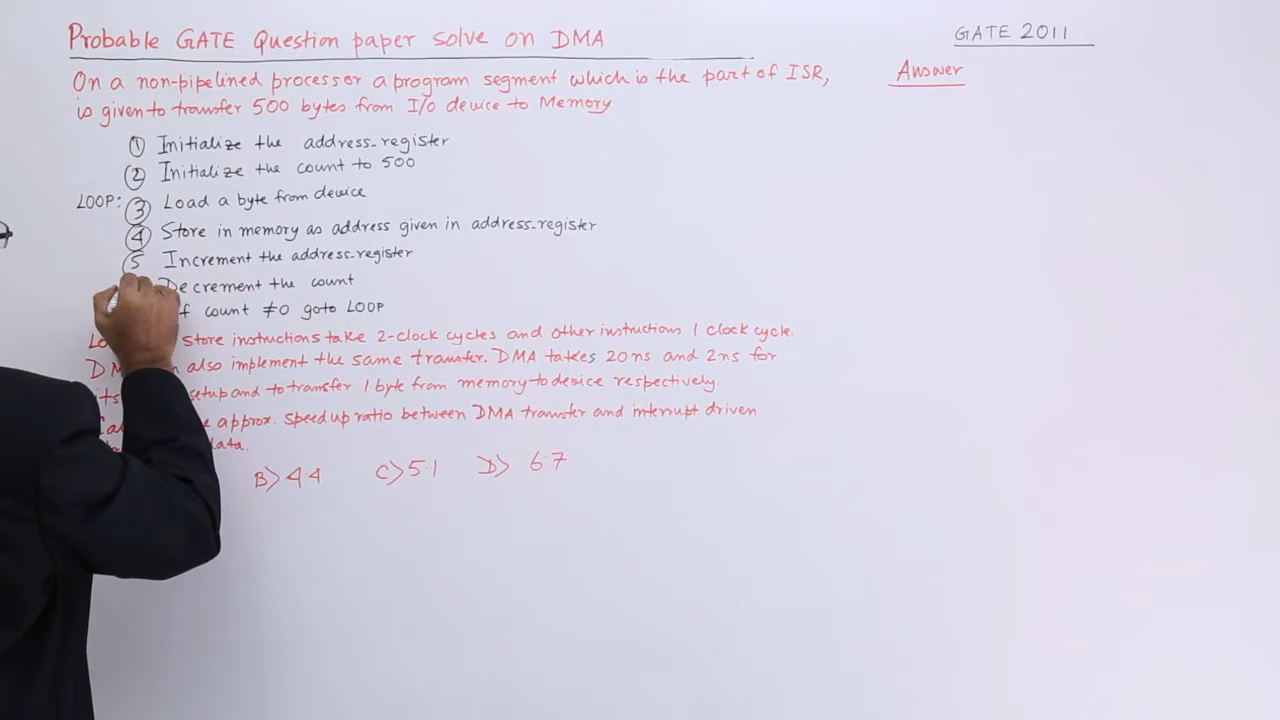 Probable GATE Question paper solve on DMA
GATE 2011
On a non-pipelined processor a program segment which is the part of ISR,
is given to transfer 500 bytes from I/o device to Memory
Answer
① Initialize the address-register
② Initialize the count to 500
LOOP: ③ Load a byte from device
④ Store in memory as address given in address-register
5 Increment the address-register
Decrement the count
count ≠0 goto LOOP
store instructions take 2-clock cycles and other instructions 1 clock cycle.
also implement the same transfer. DMA takes 20ns and 2ns for
setup and to transfer 1 byte from memory to device respectively.
approx. speed up ratio between DMA transfer and interrupt driven
B> 4.4 C> 5.1 D> 6.7